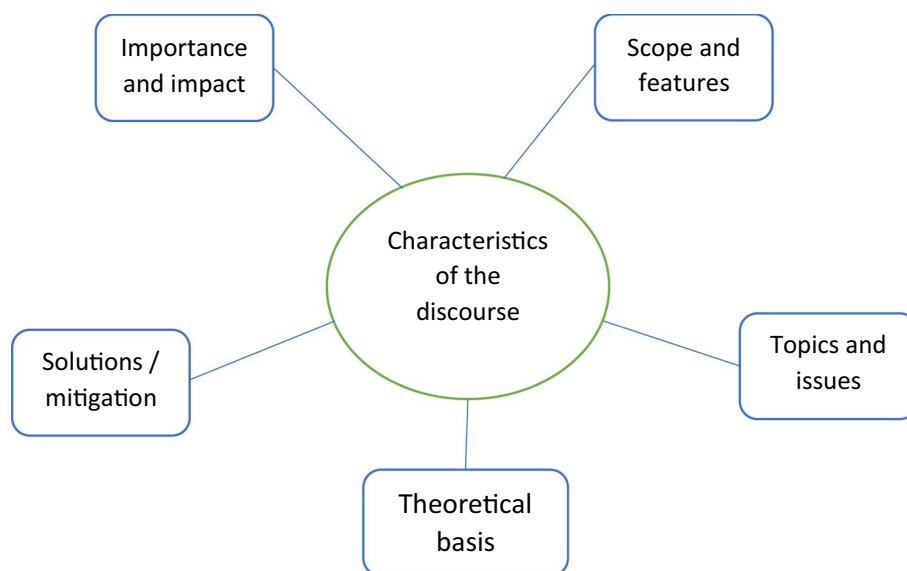 Importance
and impact
Scope and
features
Characteristics
of the
discourse
Solutions /
mitigation
Topics and
issues
Theoretical
basis